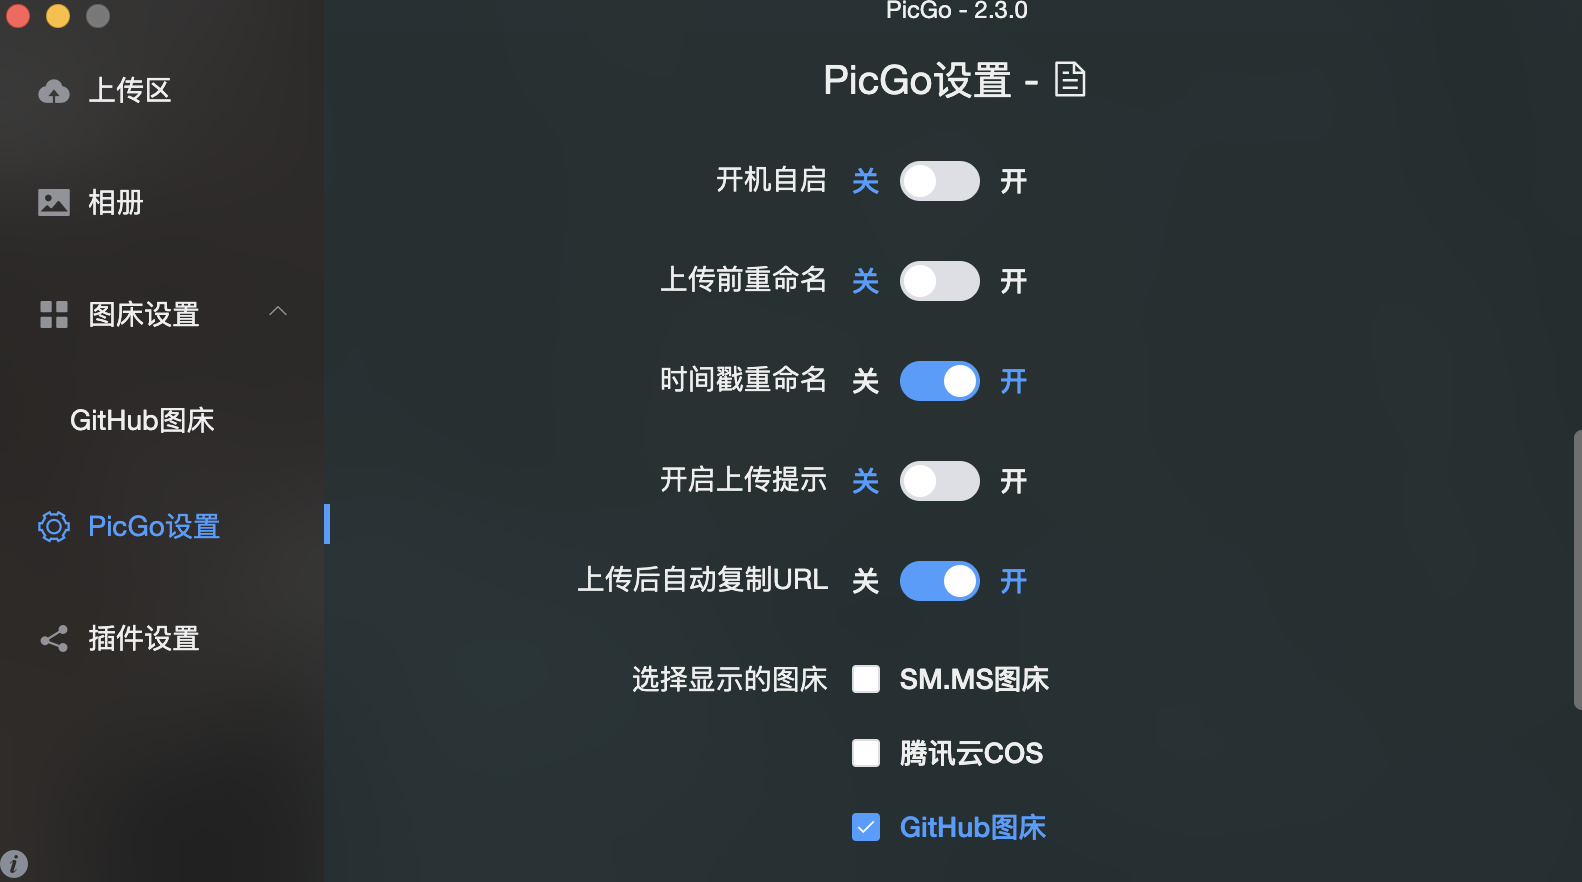 PicGo - 2.3.0
上传区
相册
图床设置
GitHub图床
PicGo设置
插件设置
PicGo设置 -
开机自启 关 开
上传前重命名 关 开
时间戳重命名 关 开
开启上传提示 关 开
上传后自动复制URL 关 开
选择显示的图床 SM.MS图床
腾讯云COS
GitHub图床